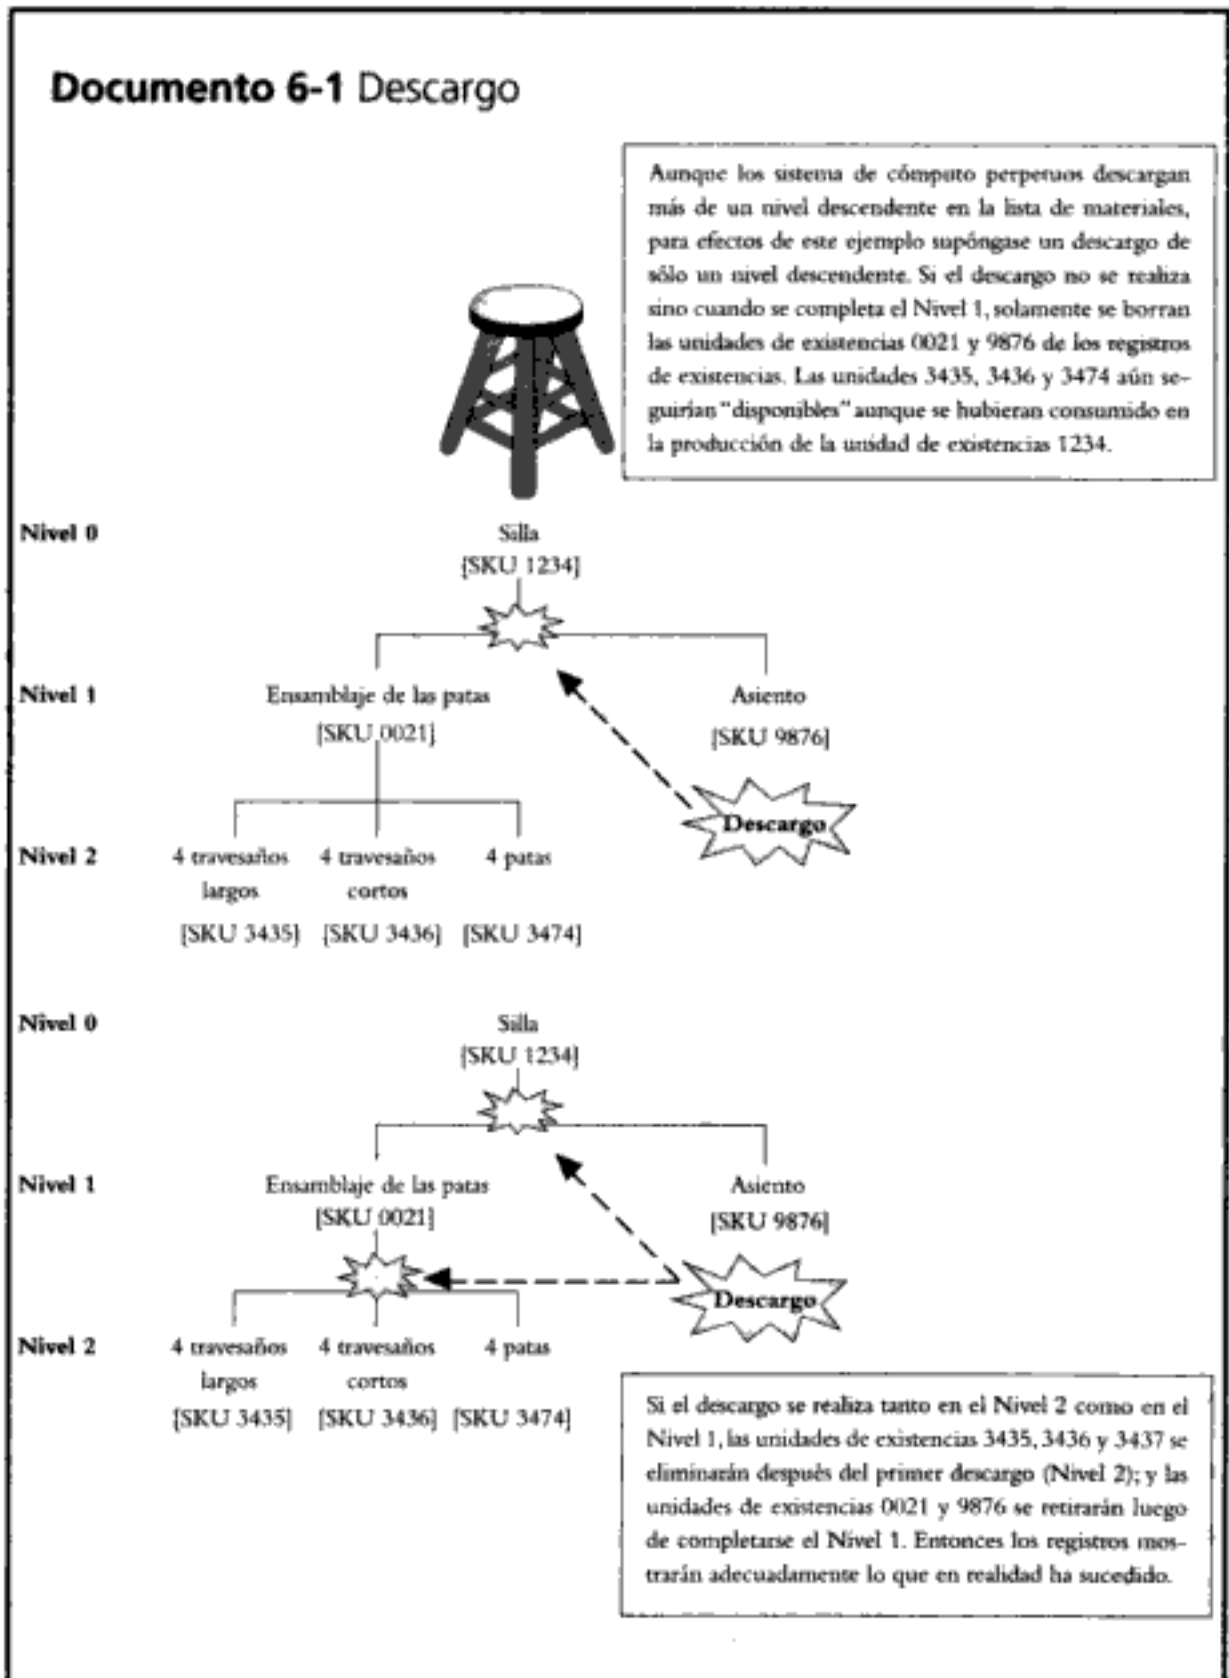 Documento 6-1 Descargo
Aunque los sistema de cómputo perpetuos descargan
más de un nivel descendente en la lista de materiales,
para efectos de este ejemplo supóngase un descargo de
sólo un nivel descendente. Si el descargo no se realiza
sino cuando se completa el Nivel 1, solamente se borran
las unidades de existencias 0021 y 9876 de los registros
de existencias. Las unidades 3435, 3436 y 3474 aún se-
guirían "disponibles" aunque se hubieran consumido en
la producción de la unidad de existencias 1234.
Nivel 0 Silla
[SKU 1234]
Nivel 1 Ensamblaje de las patas Asiento
[SKU 0021] [SKU 9876]
Descargo
Nivel 2 4 travesaños 4 travesaños 4 patas
largos cortos
[SKU 3435] [SKU 3436] [SKU 3474]
Nivel 0 Silla
[SKU 1234]
Nivel 1 Ensamblaje de las patas Asiento
[SKU 0021] [SKU 9876]
Descargo
Nivel 2 4 travesaños 4 travesaños 4 patas
largos cortos
[SKU 3435] [SKU 3436] [SKU 3474]
Si el descargo se realiza tanto en el Nivel 2 como en el
Nivel 1, las unidades de existencias 3435, 3436 y 3437 se
eliminarán después del primer descargo (Nivel 2); y las
unidades de existencias 0021 y 9876 se retirarán luego
de completarse el Nivel 1. Entonces los registros mos-
trarán adecuadamente lo que en realidad ha sucedido.